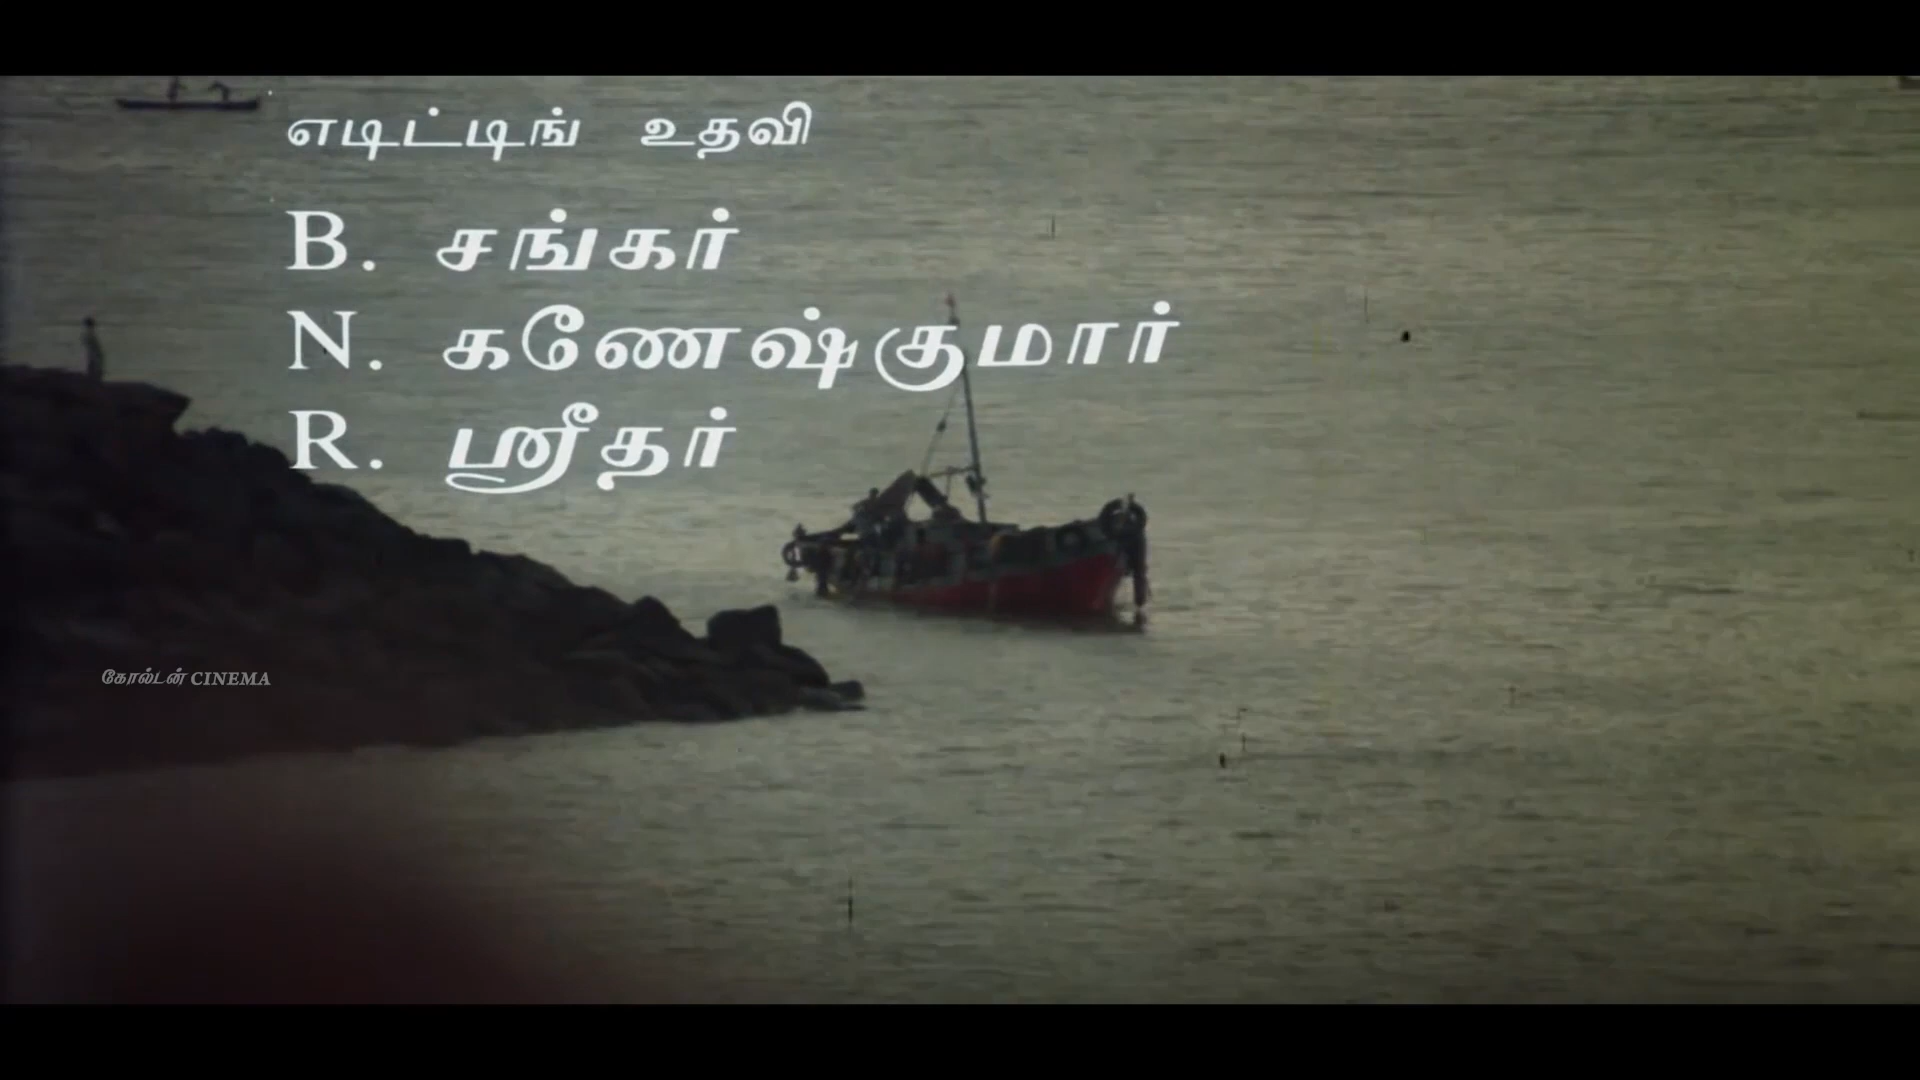 எடிட்டிங் உதவி
B. சங்கர்
N. கணேஷ்குமார்
R. ஸ்ரீதர்
கோல்டன் CINEMA